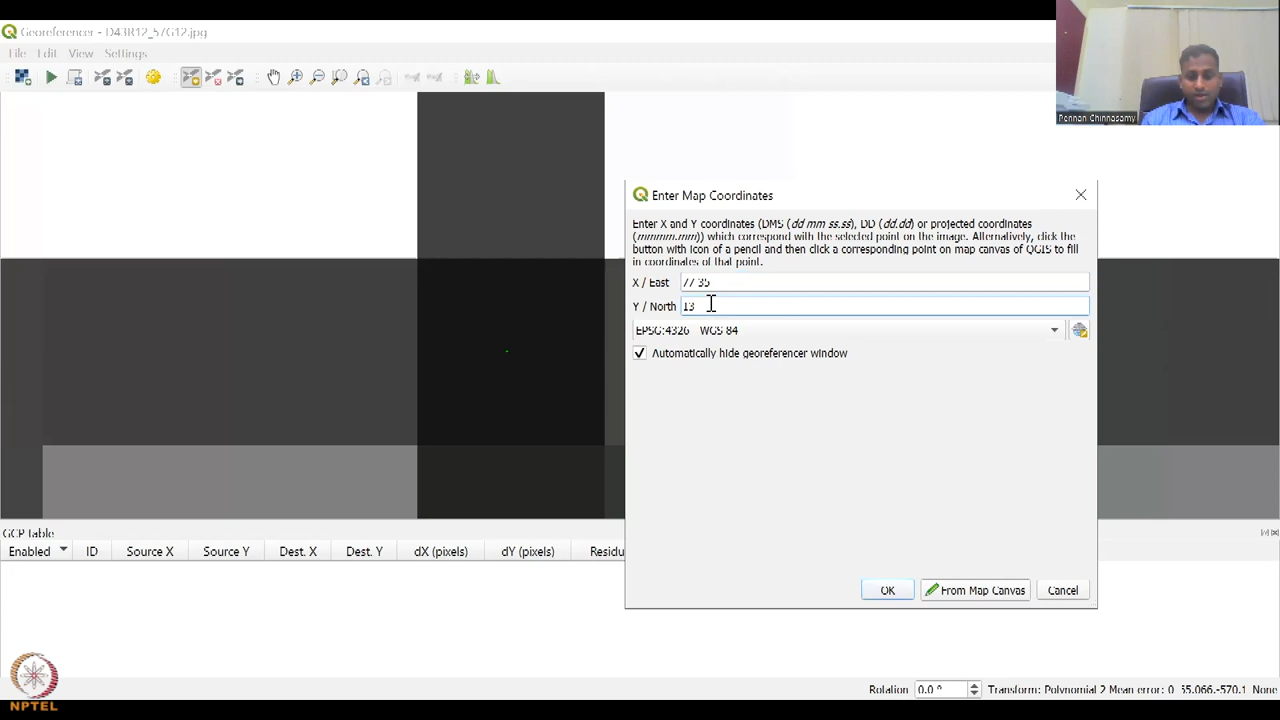 Georeferencer - D43R12_57G12.jpg
File Edit View Settings
Pennan Chinnasamy
Enter Map Coordinates
Enter X and Y coordinates (DMS (dd mm ss.ss), DD (dd.dd) or projected coordinates
(mmmm.mm)) which correspond with the selected point on the image. Alternatively, click the
button with icon of a pencil and then click a corresponding point on map canvas of QGIS to fill
in coordinates of that point.
X / East 77 35
Y / North 13
EPSG:4326 WGS 84
Automatically hide georeferencer window
GCP table
Enabled ID Source X Source Y Dest. X Dest. Y dX (pixels) dY (pixels) Residu
OK From Map Canvas Cancel
Rotation 0.0 ° Transform: Polynomial 2 Mean error: 0 55.066,-570.1 None
NPTEL